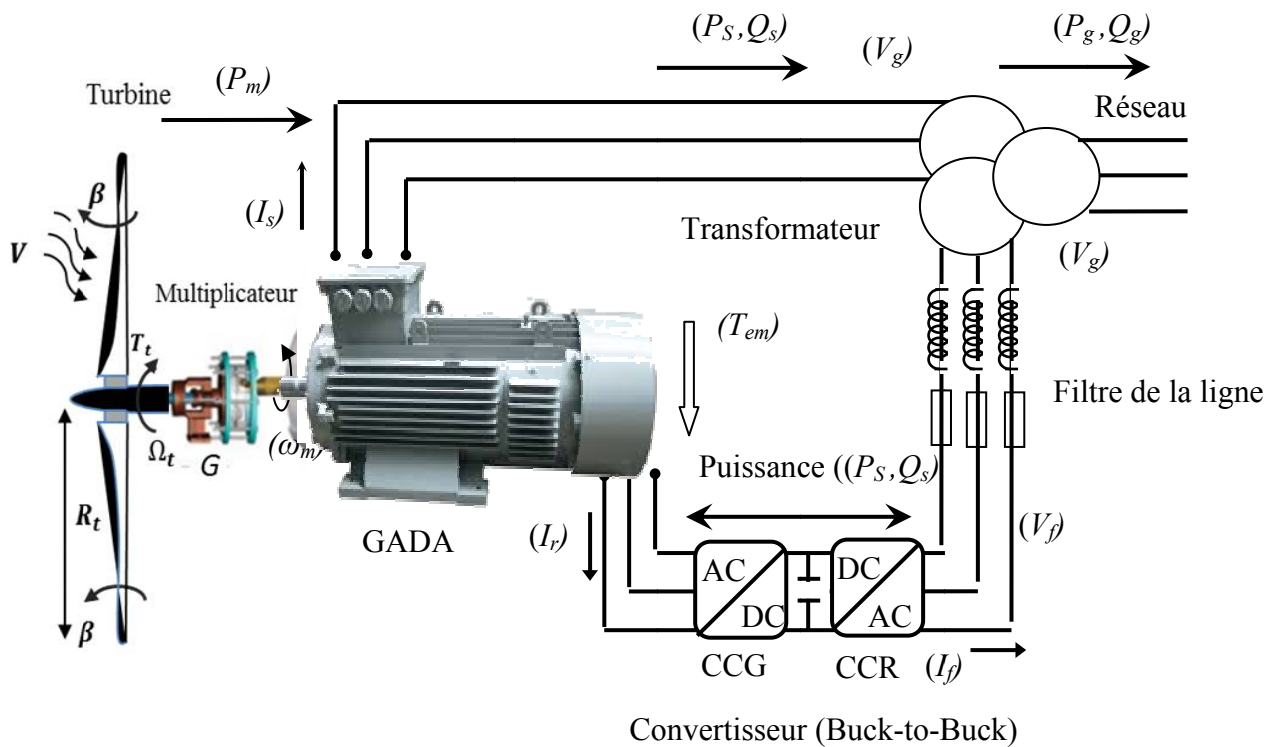 (P_S,Q_s)
(V_g)
(P_g,Q_g)
Turbine
(P_m)
Réseau
β
(I_s)
V
Transformateur
(V_g)
Multiplicateur
(T_em)
T_t
Filtre de la ligne
Ω_t
G
(ω_m)
Puissance ((P_S,Q_s)
R_t
GADA
(I_r)
(V_f)
AC
DC
DC
AC
β
CCG
CCR
(I_f)
Convertisseur (Buck-to-Buck)